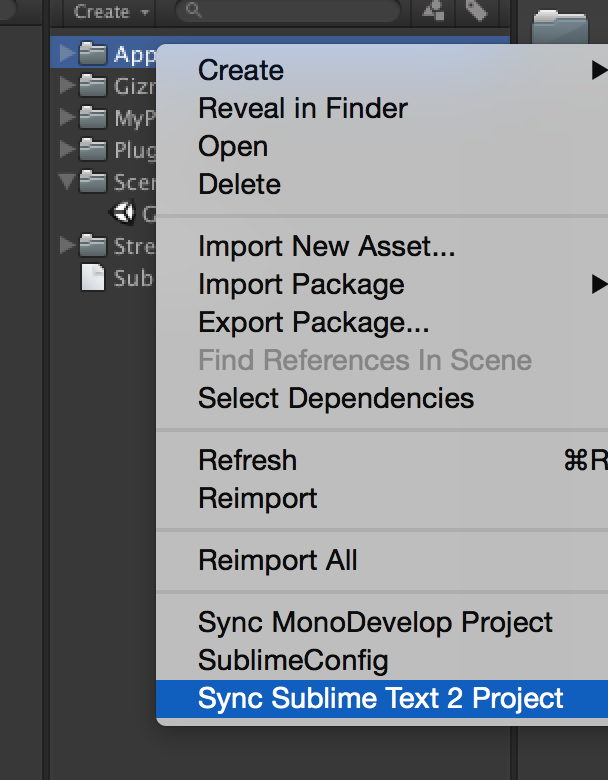 Create
App
Create
Giz
Reveal in Finder
MyP
Open
Plug
Delete
Scen
G
Import New Asset...
Stre
Import Package
Sub
Export Package...
Find References In Scene
Select Dependencies
Refresh ⌘R
Reimport
Reimport All
Sync MonoDevelop Project
SublimeConfig
Sync Sublime Text 2 Project